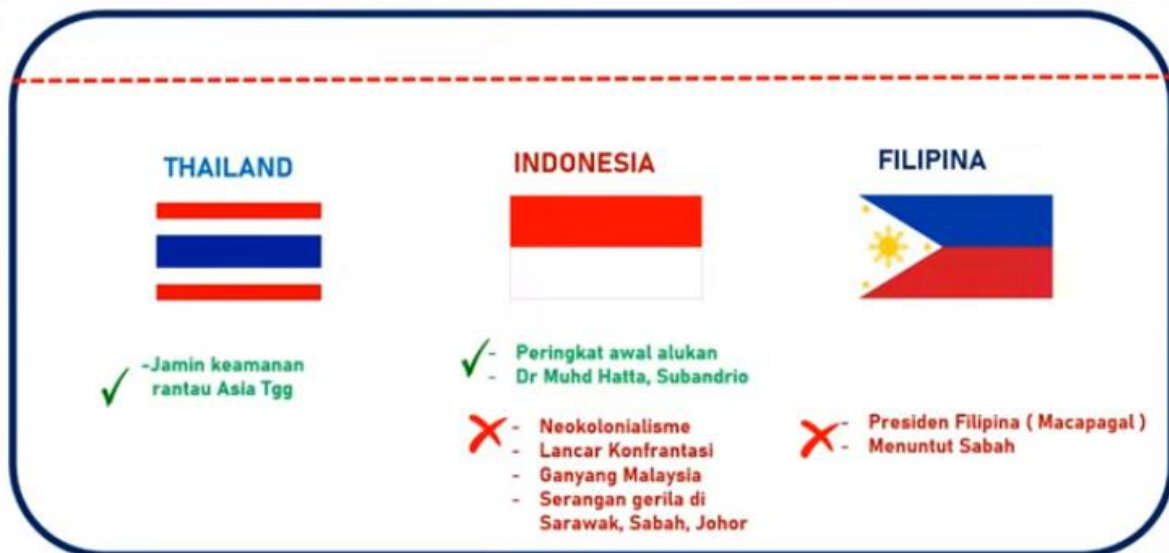 THAILAND
-Jamin keamanan
rantau Asia Tgg
INDONESIA
- Peringkat awal alukan
- Dr Muhd Hatta, Subandrio
- Neokolonialisme
- Lancar Konfrantasi
- Ganyang Malaysia
- Serangan gerila di
Sarawak, Sabah, Johor
FILIPINA
- Presiden Filipina ( Macapagal )
- Menuntut Sabah